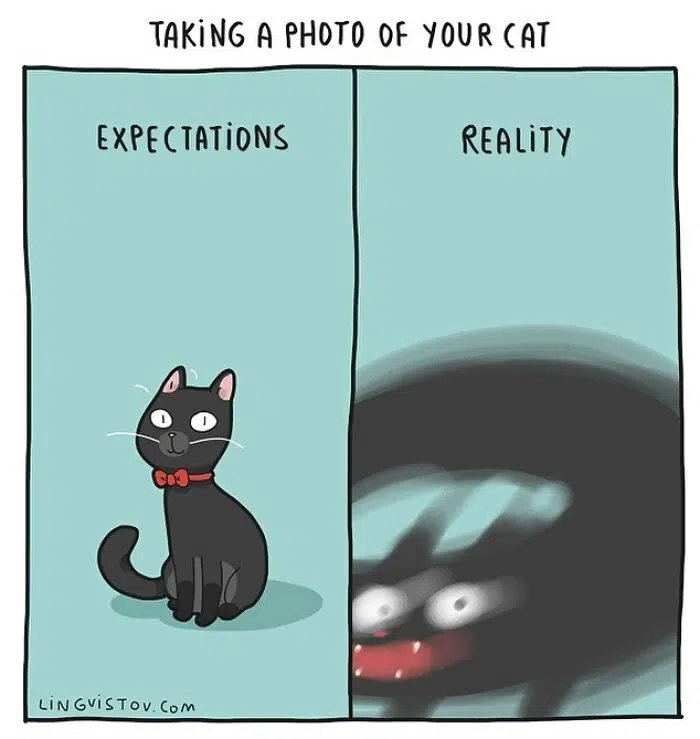 TAKING A PHOTO OF YOUR CAT
EXPECTATIONS
REALITY
LINGVISTOV.COM